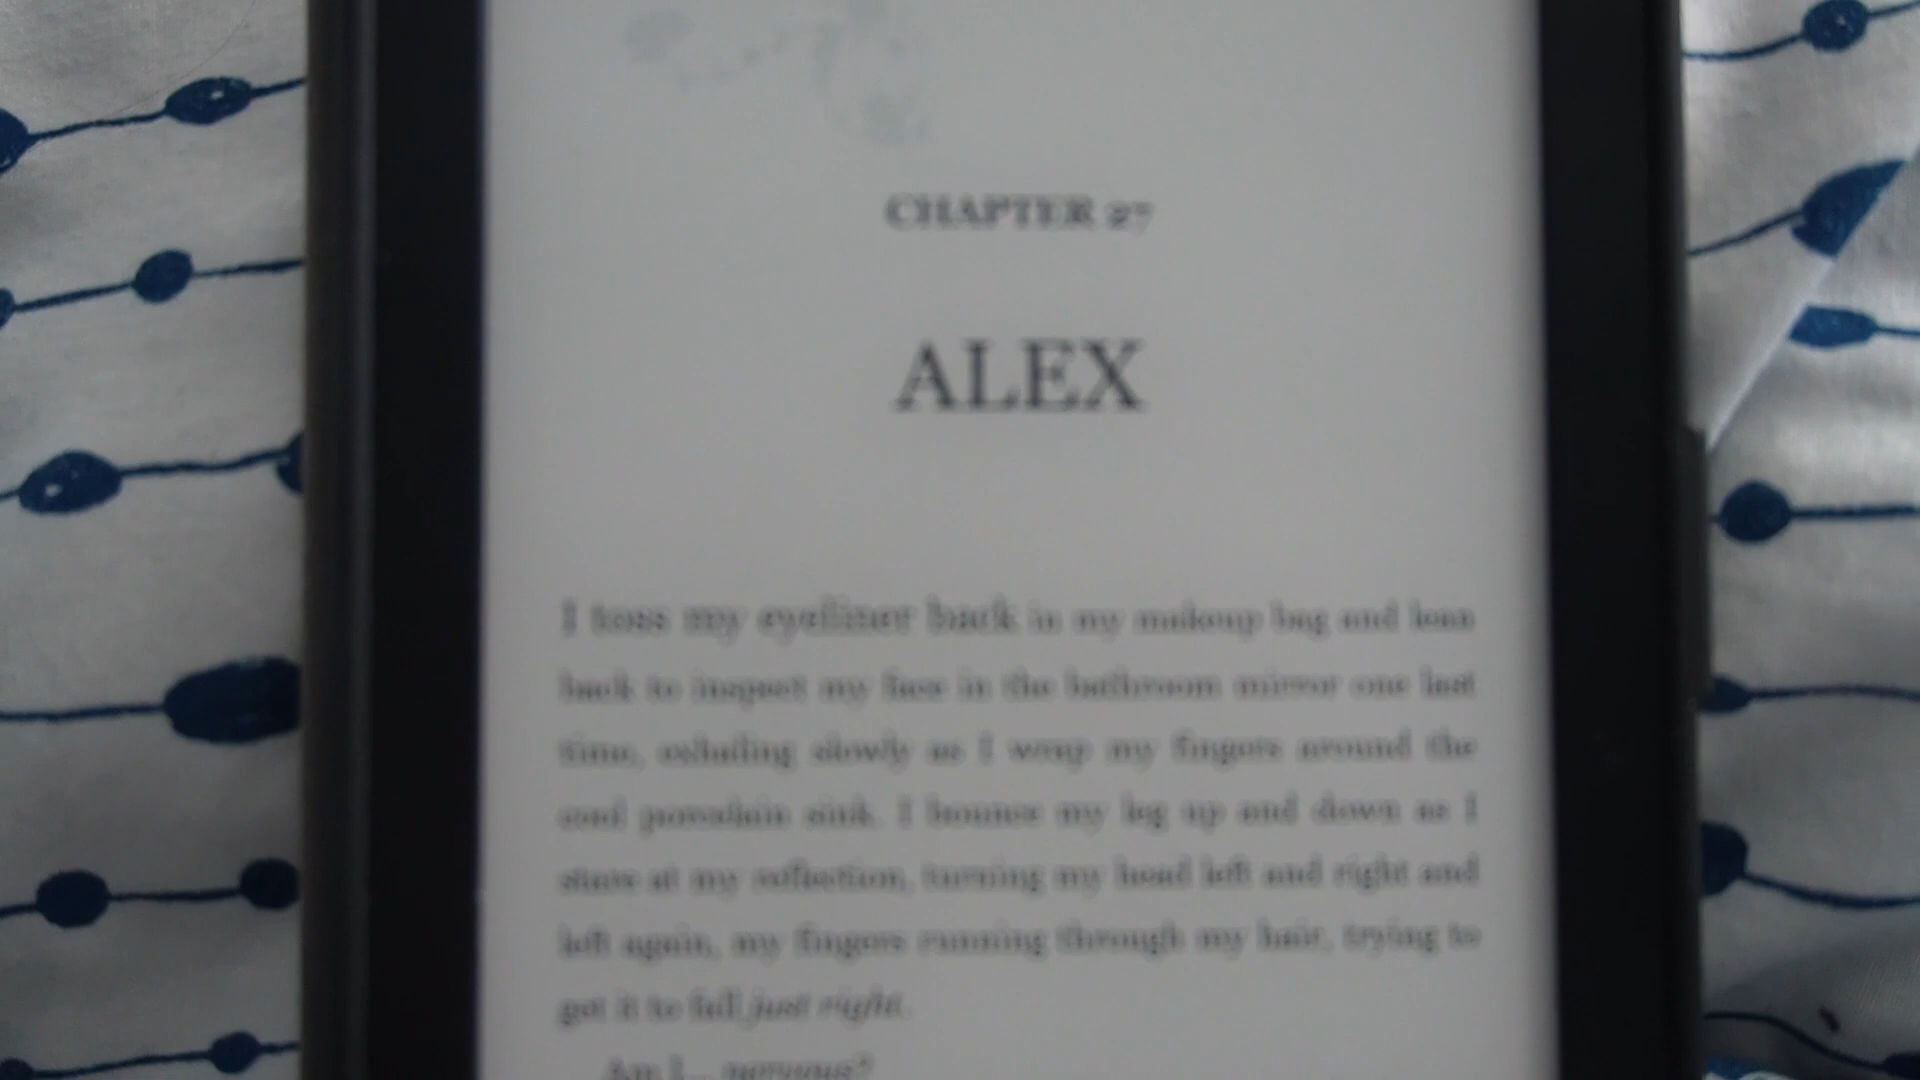 CHAPTER 27
ALEX
I toss my eyeliner back in my makeup bag and lean
back to inspect my face in the bathroom mirror one last
time, exhaling slowly as I wrap my fingers around the
cool porcelain sink. I bounce my leg up and down as I
stare at my reflection, turning my head left and right and
left again, my fingers running through my hair, trying to
get it to fall just right.
Am I... nervous?